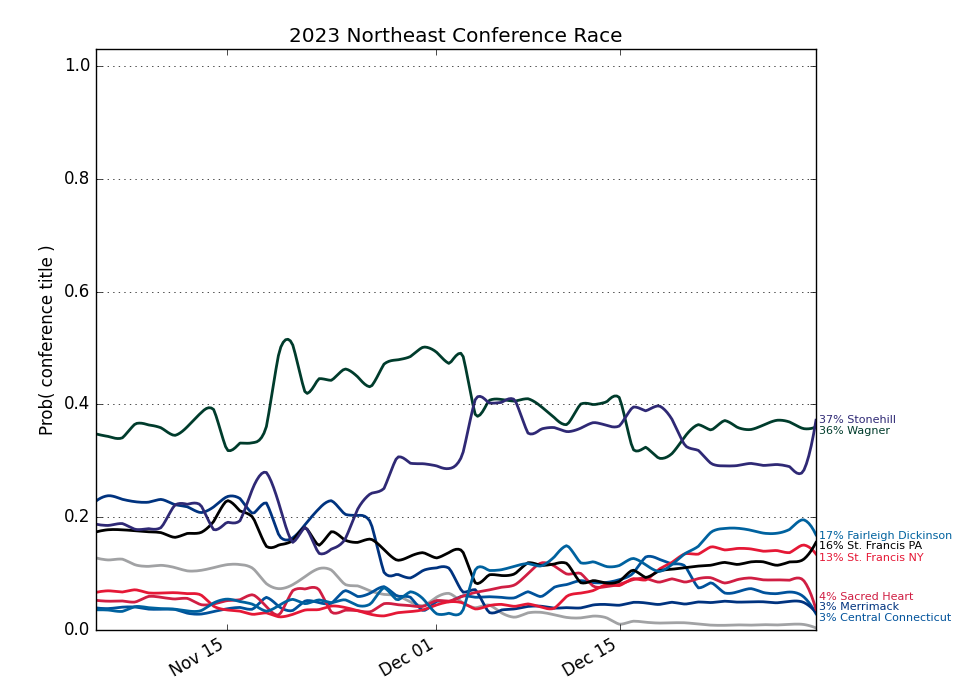 2023 Northeast Conference Race
Prob( conference title )
1.0
0.8
0.6
0.4
0.2
0.0
Nov 15
Dec 01
Dec 15
37% Stonehill
36% Wagner
17% Fairleigh Dickinson
16% St. Francis PA
13% St. Francis NY
4% Sacred Heart
3% Merrimack
3% Central Connecticut